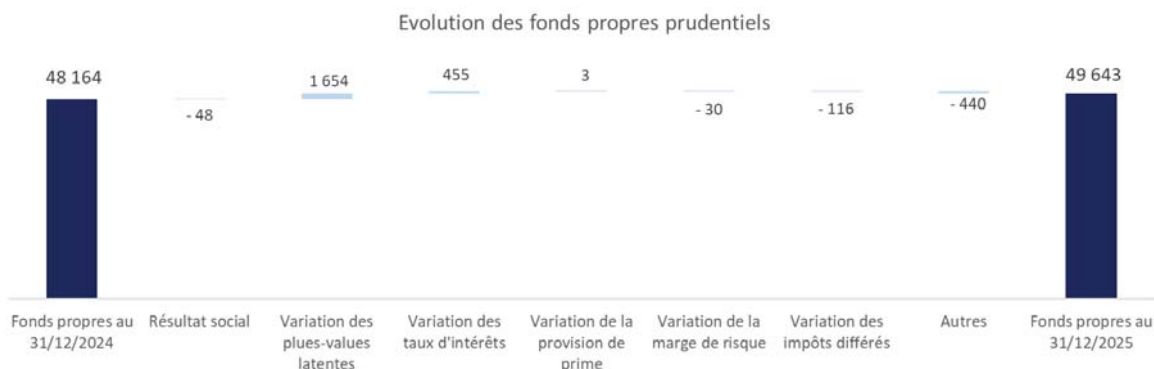 Evolution des fonds propres prudentiels
48 164
- 48
1 654
455
3
- 30
- 116
- 440
49 643
Fonds propres au
31/12/2024
Résultat social
Variation des
plues-values
latentes
Variation des
taux d'intérêts
Variation de la
provision de
prime
Variation de la
marge de risque
Variation des
impôts différés
Autres
Fonds propres au
31/12/2025